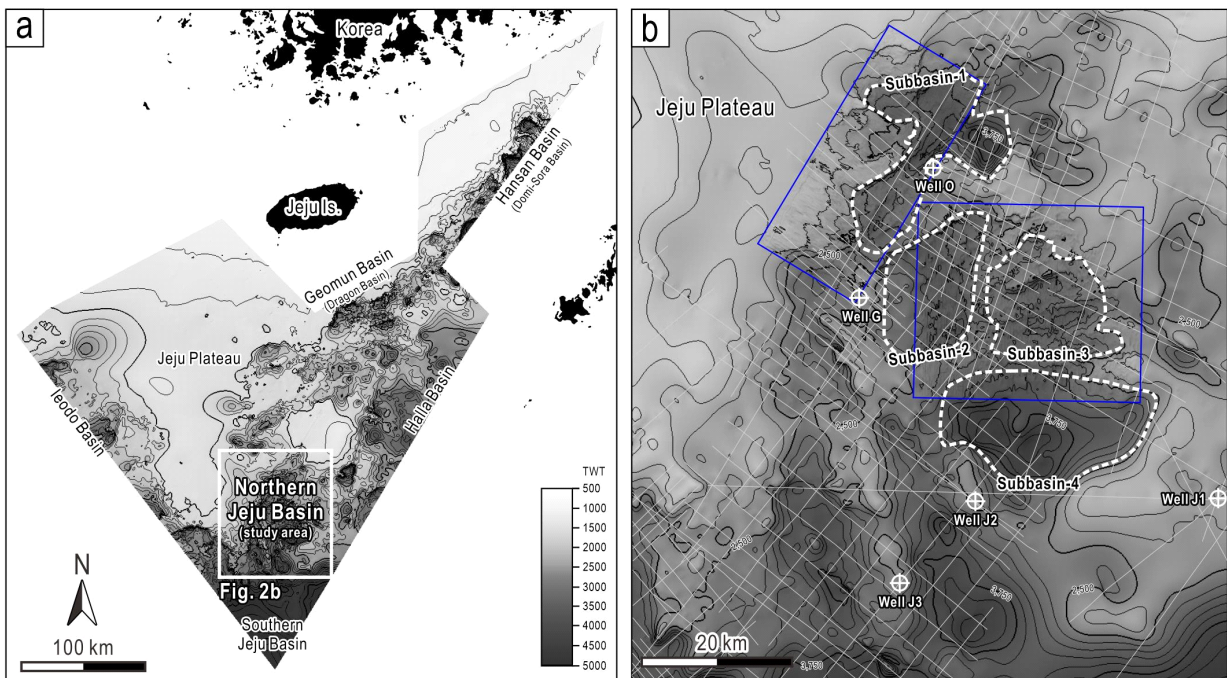 a
Korea
Jeju Is.
Hansan Basin
(Domi-Sora Basin)
Geomun Basin
(Dragon Basin)
Jeju Plateau
Ieodo Basin
Halla Basin
Northern
Jeju Basin
(study area)
Fig. 2b
Southern
Jeju Basin
N
100 km
TWT
500
1000
1500
2000
2500
3000
3500
4000
4500
5000
b
Jeju Plateau
Subbasin-1
3,750
Well O
2,500
Well G
Subbasin-2
Subbasin-3
2,500
3,750
Subbasin-4
Well J1
Well J2
2,500
Well J3
3,750
2,500
20 km
3,750